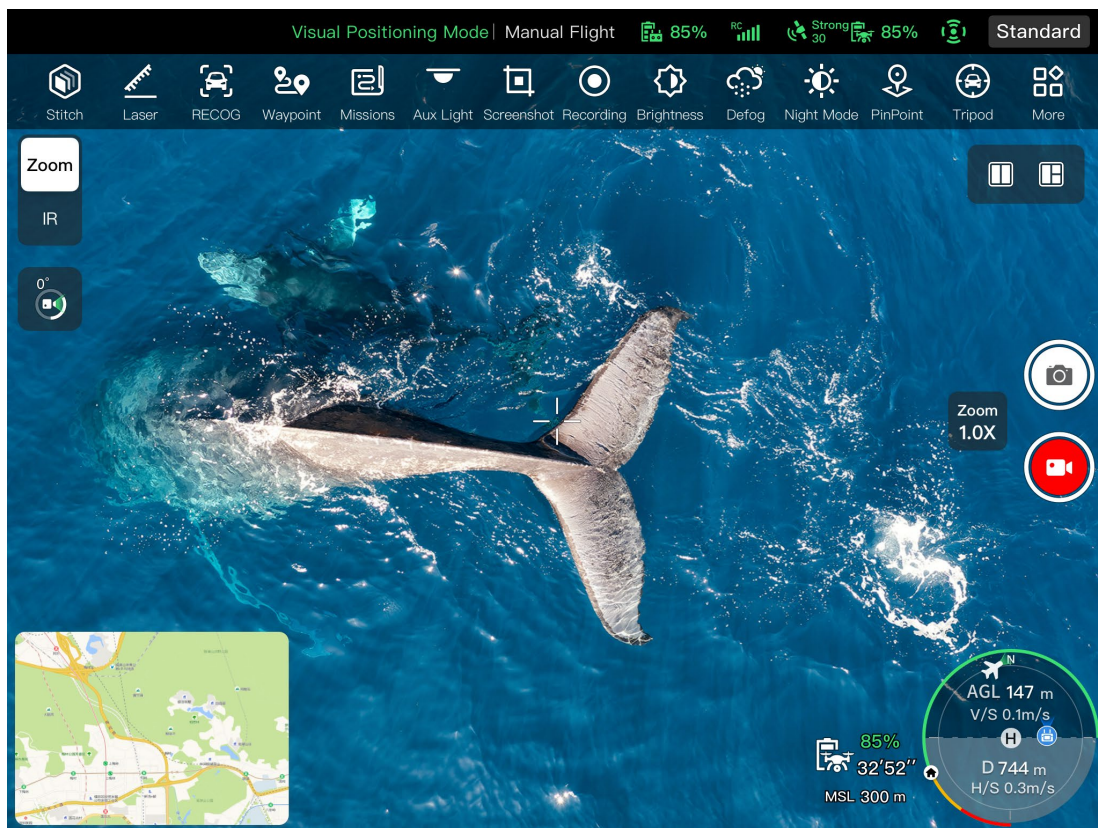 Visual Positioning Mode | Manual Flight
85%
RC
Strong
30
85%
Standard
Stitch
Laser
RECOG
Waypoint
Missions
Aux Light
Screenshot
Recording
Brightness
Defog
Night Mode
PinPoint
Tripod
More
Zoom
IR
0°
Zoom
1.0X
N
AGL 147 m
V/S 0.1m/s
H
D 744 m
H/S 0.3m/s
85%
32'52''
MSL 300 m